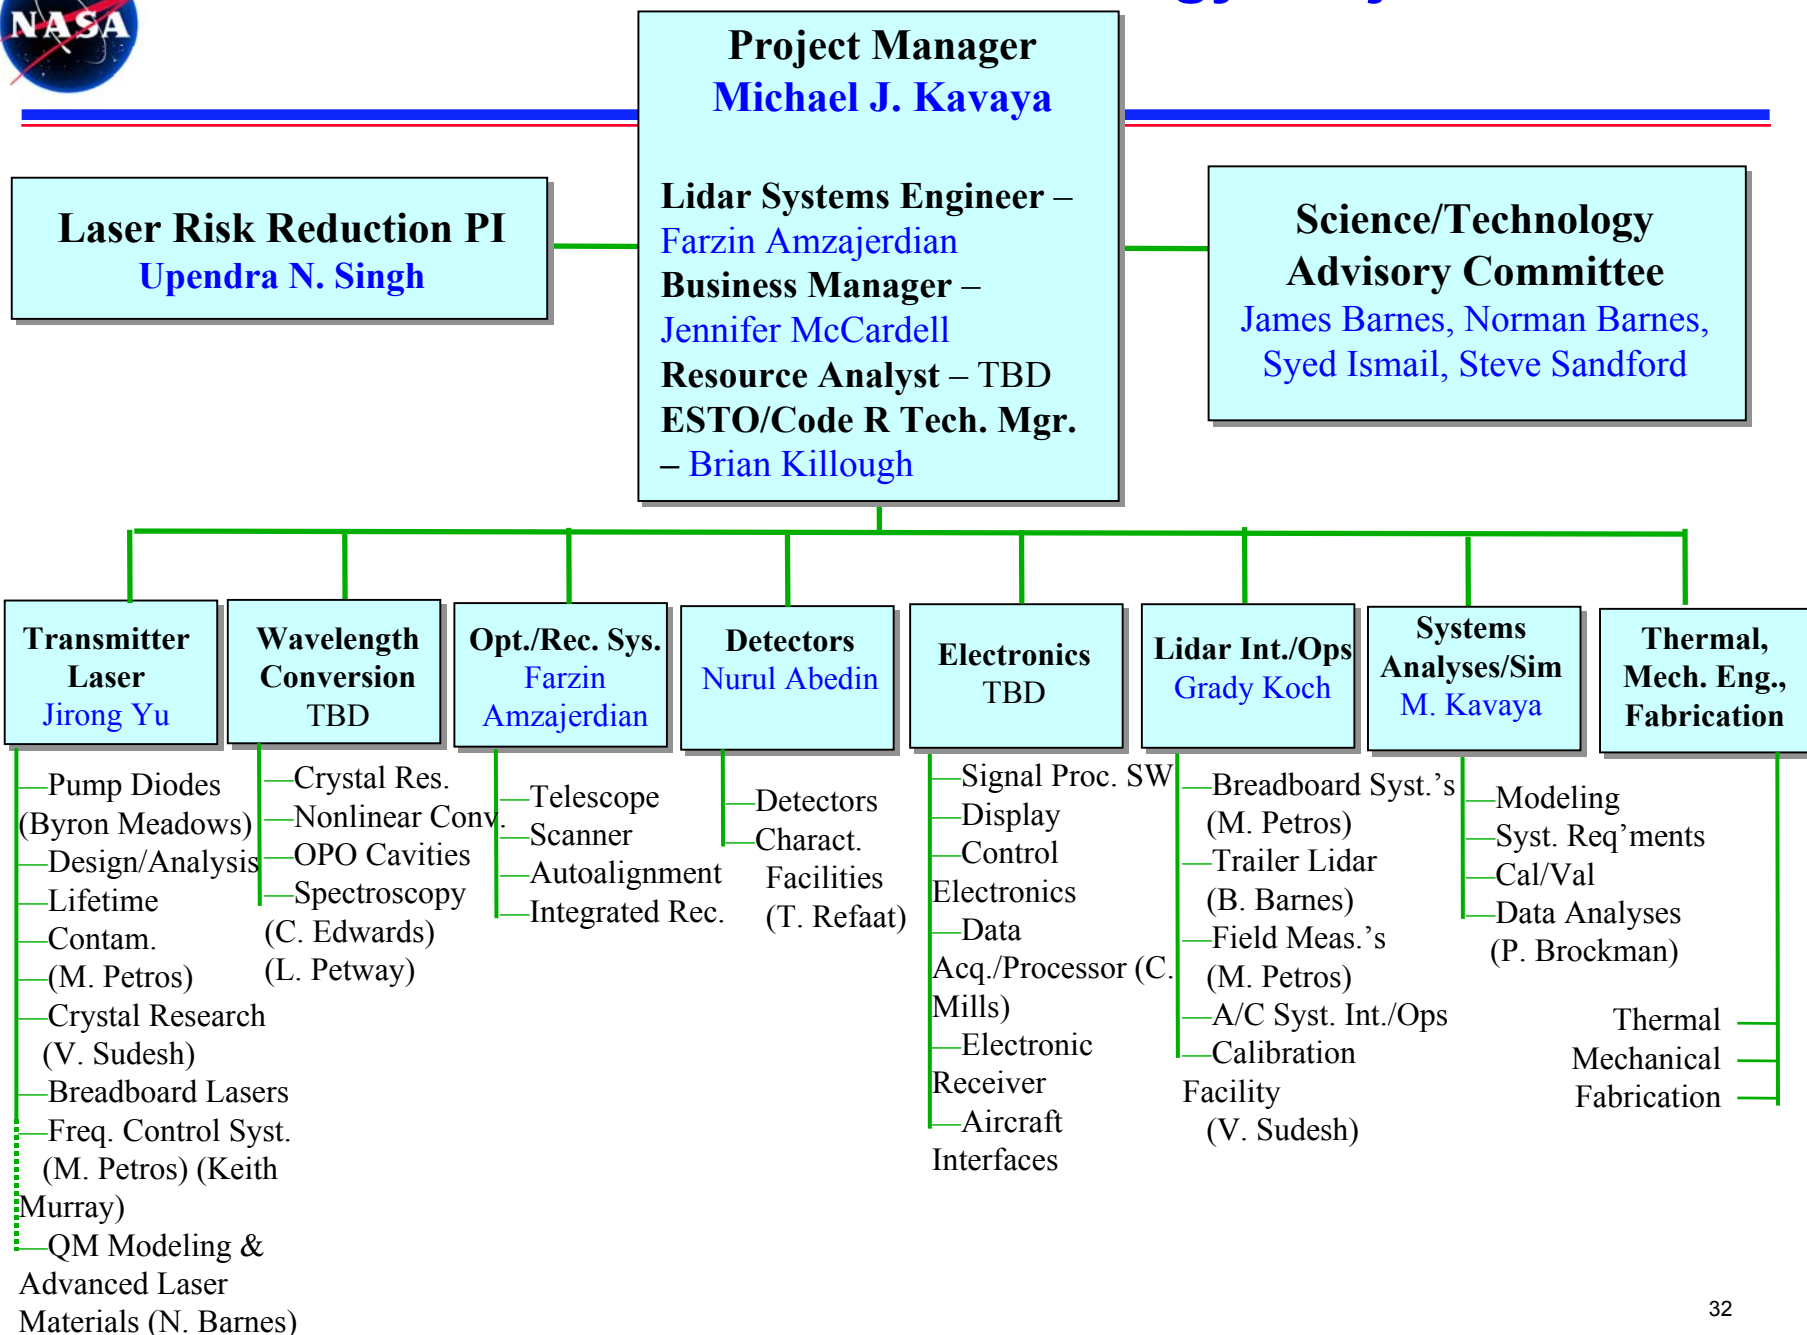 NASA
Project Manager
Michael J. Kavaya
Lidar Systems Engineer –
Farzin Amzajerdian
Business Manager –
Jennifer McCardell
Resource Analyst – TBD
ESTO/Code R Tech. Mgr.
– Brian Killough
Laser Risk Reduction PI
Upendra N. Singh
Science/Technology
Advisory Committee
James Barnes, Norman Barnes,
Syed Ismail, Steve Sandford
Transmitter
Laser
Jirong Yu
—Pump Diodes
(Byron Meadows)
—Design/Analysis
—Lifetime
—Contam.
—(M. Petros)
—Crystal Research
(V. Sudesh)
—Breadboard Lasers
—Freq. Control Syst.
(M. Petros) (Keith
Murray)
—QM Modeling &
Advanced Laser
Materials (N. Barnes)
Wavelength
Conversion
TBD
—Crystal Res.
—Nonlinear Conv.
—OPO Cavities
—Spectroscopy
(C. Edwards)
(L. Petway)
Opt./Rec. Sys.
Farzin
Amzajerdian
—Telescope
—Scanner
—Autoalignment
—Integrated Rec.
Detectors
Nurul Abedin
—Detectors
—Charact.
Facilities
(T. Refaat)
Electronics
TBD
—Signal Proc. SW
—Display
—Control
Electronics
—Data
Acq./Processor (C.
Mills)
—Electronic
Receiver
—Aircraft
Interfaces
Lidar Int./Ops
Grady Koch
—Breadboard Syst.’s
(M. Petros)
—Trailer Lidar
(B. Barnes)
—Field Meas.’s
(M. Petros)
—A/C Syst. Int./Ops
—Calibration
Facility
(V. Sudesh)
Systems
Analyses/Sim
M. Kavaya
—Modeling
—Syst. Req’ments
—Cal/Val
—Data Analyses
(P. Brockman)
Thermal,
Mech. Eng.,
Fabrication
Thermal
Mechanical
Fabrication
32